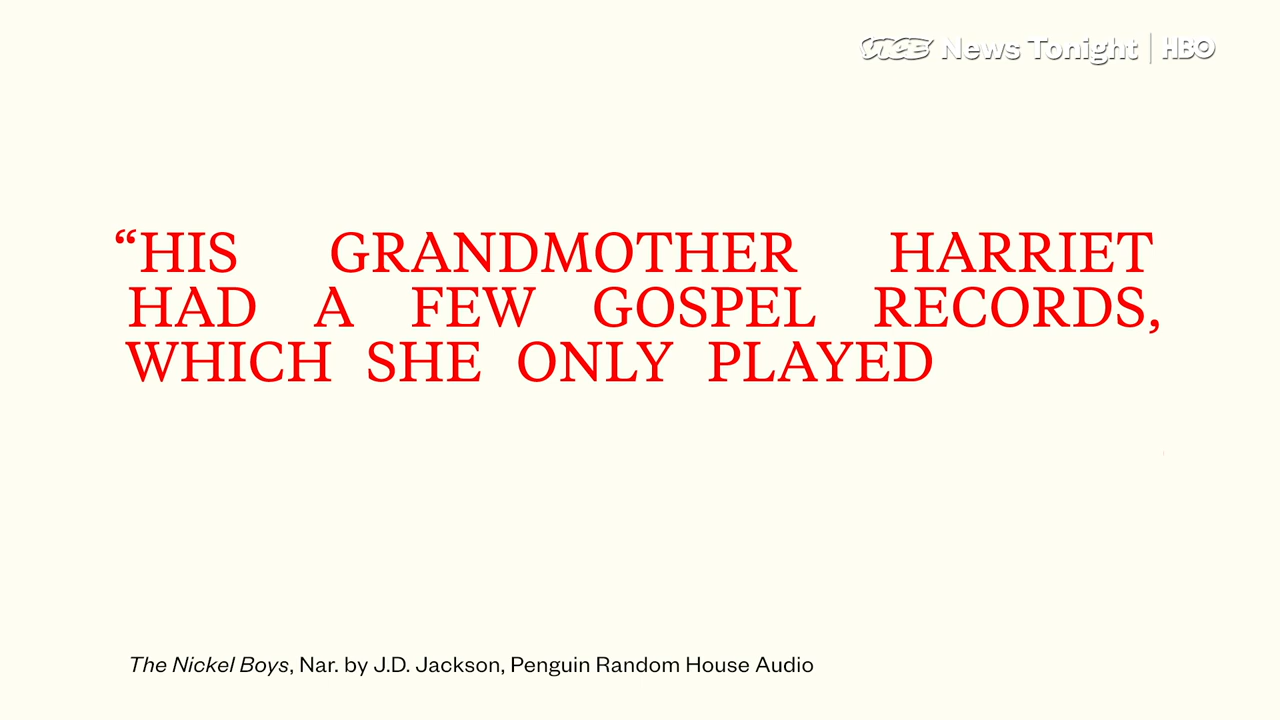 VICE News Tonight | HBO
“HIS GRANDMOTHER HARRIET
HAD A FEW GOSPEL RECORDS,
WHICH SHE ONLY PLAYED
The Nickel Boys, Nar. by J.D. Jackson, Penguin Random House Audio